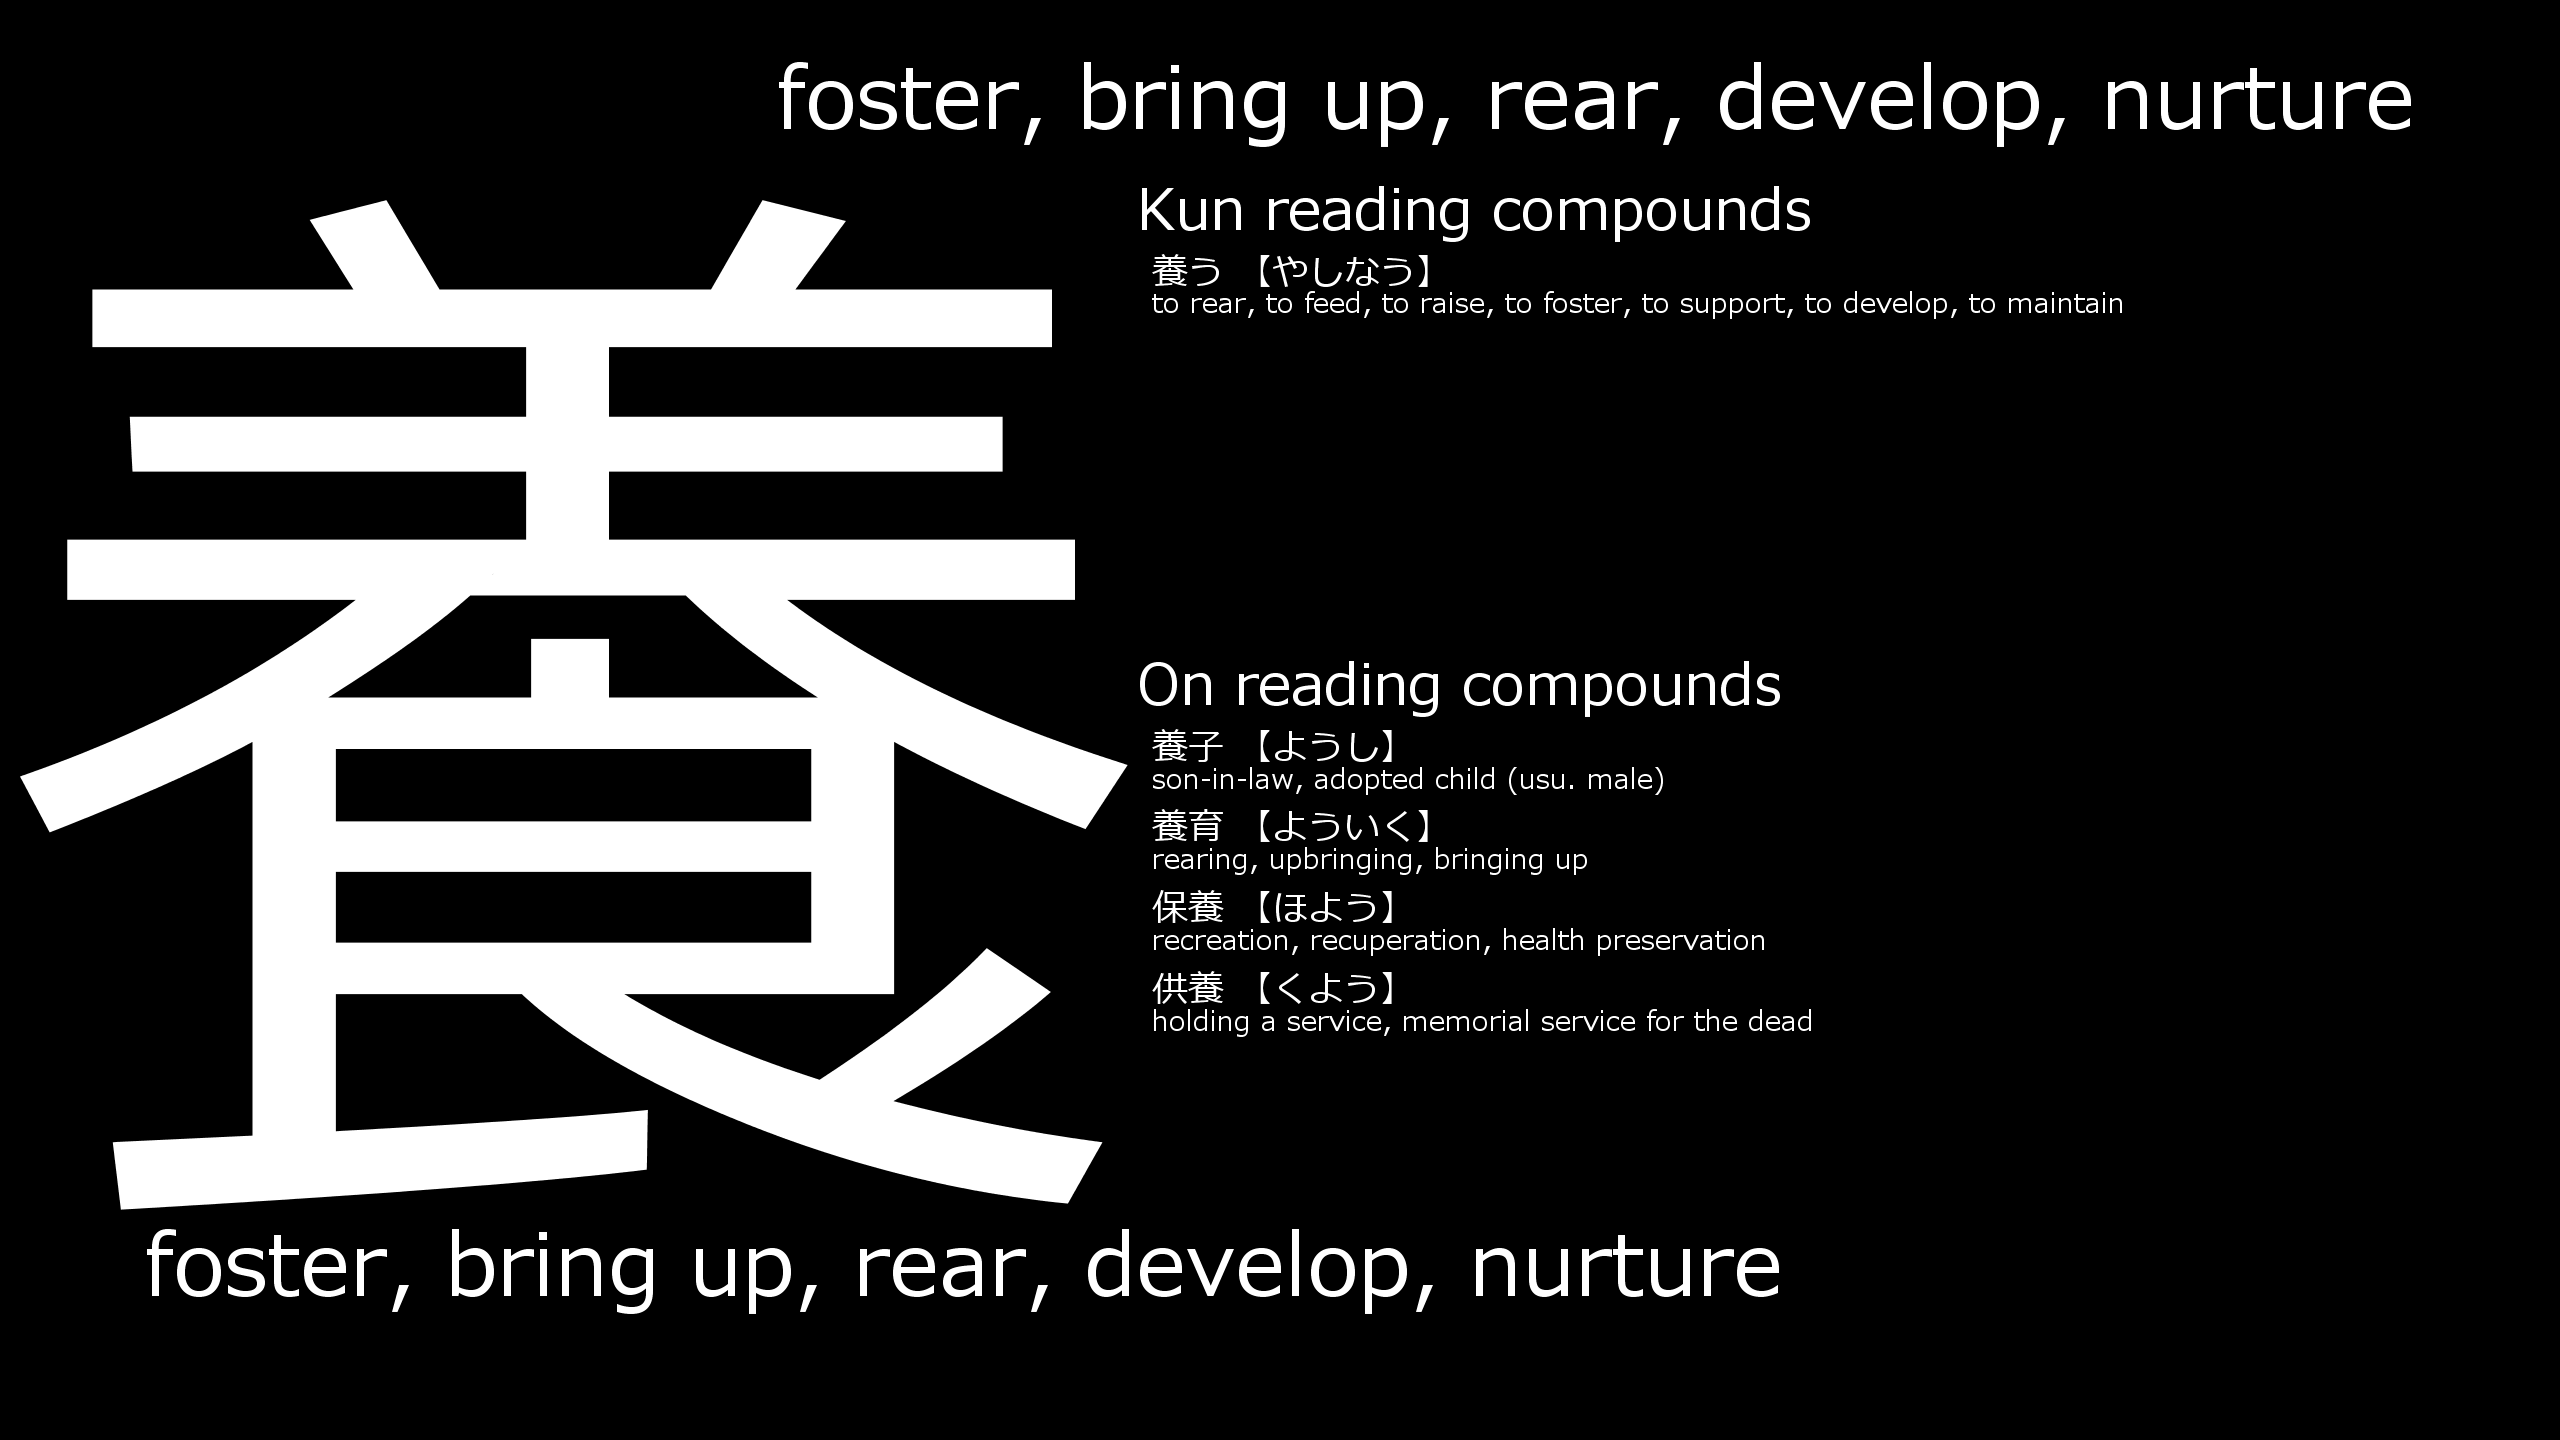 foster, bring up, rear, develop, nurture
養
Kun reading compounds
養う 【やしなう】
to rear, to feed, to raise, to foster, to support, to develop, to maintain
On reading compounds
養子 【ようし】
son-in-law, adopted child (usu. male)
養育 【よういく】
rearing, upbringing, bringing up
保養 【ほよう】
recreation, recuperation, health preservation
供養 【くよう】
holding a service, memorial service for the dead
foster, bring up, rear, develop, nurture